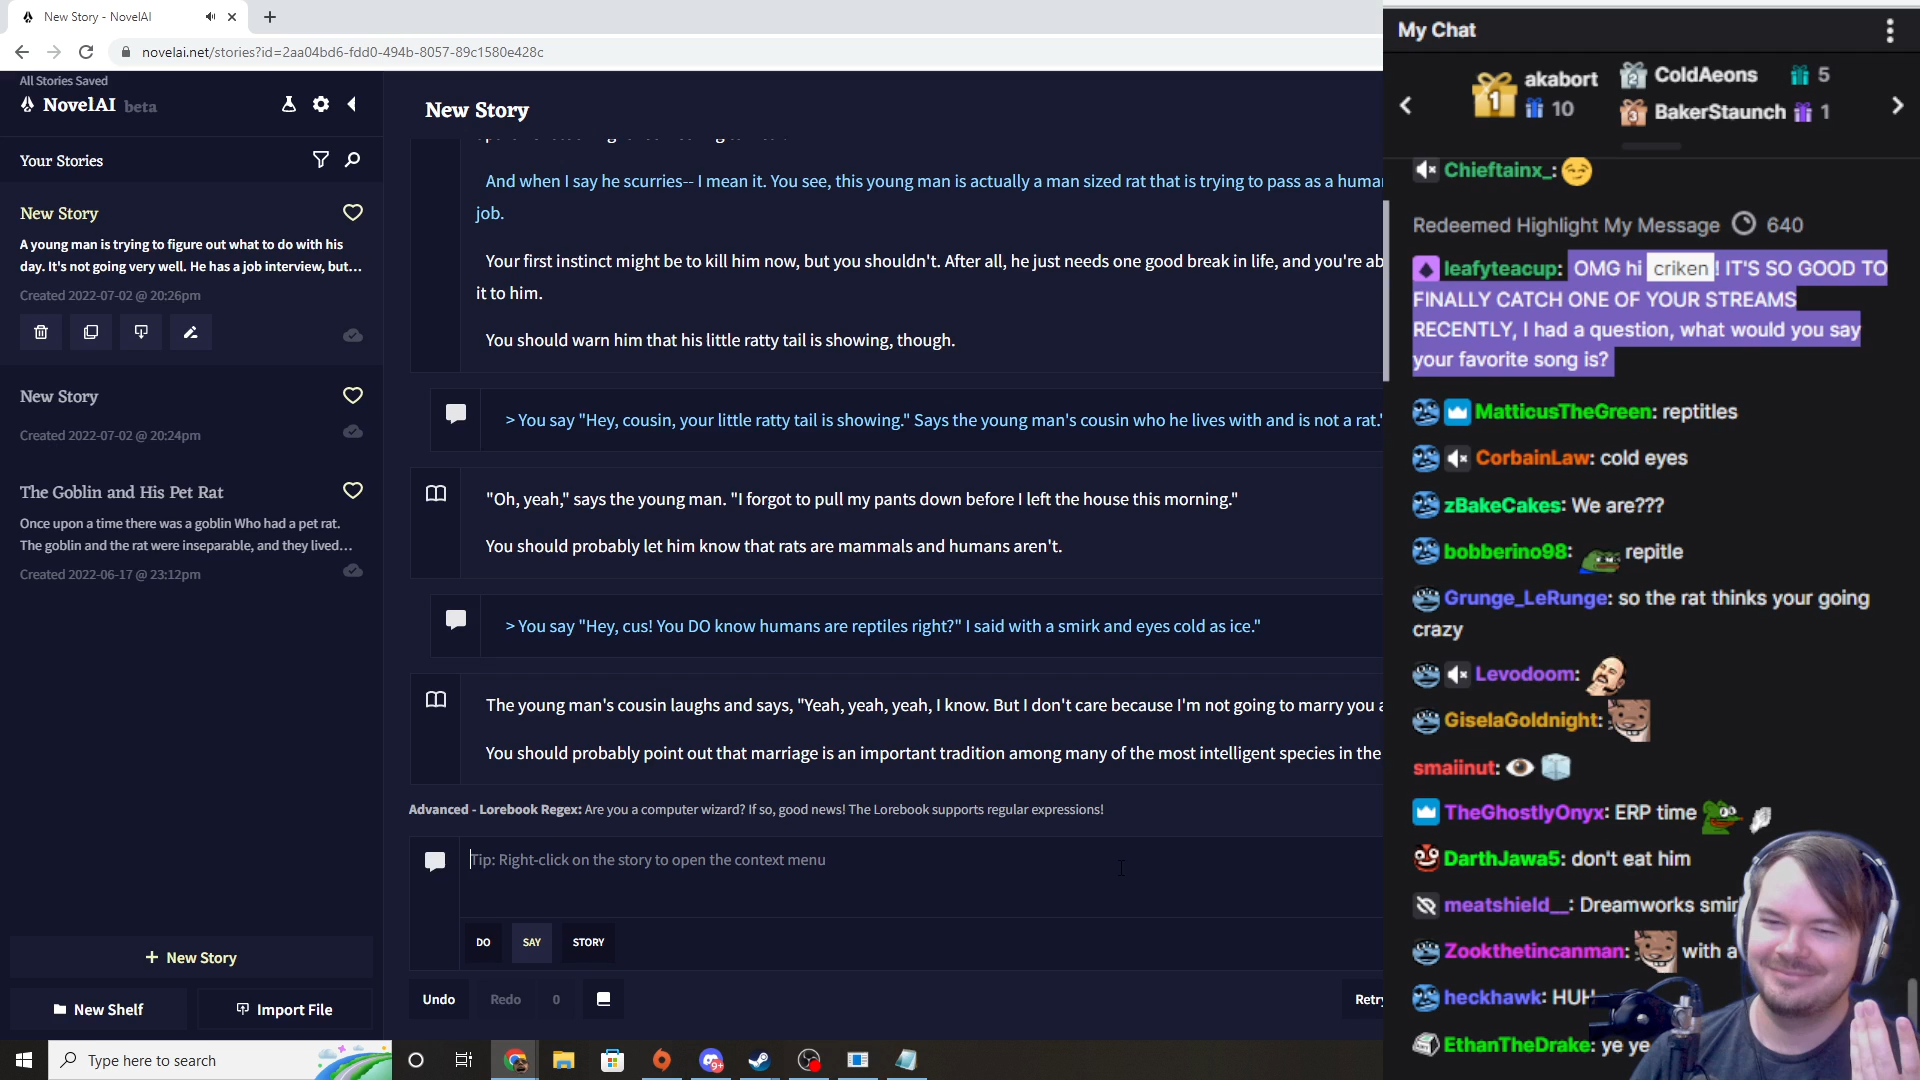 New Story - NovelAI
novelai.net/stories?id=2aa04bd6-fdd0-494b-8057-89c1580e428c
All Stories Saved
NovelAI beta
Your Stories
New Story
A young man is trying to figure out what to do with his
day. It's not going very well. He has a job interview, but...
Created 2022-07-02 @ 20:26pm
New Story
Created 2022-07-02 @ 20:24pm
The Goblin and His Pet Rat
Once upon a time there was a goblin Who had a pet rat.
The goblin and the rat were inseparable, and they lived...
Created 2022-06-17 @ 23:12pm
+ New Story
New Shelf
Import File
New Story
And when I say he scurries-- I mean it. You see, this young man is actually a man sized rat that is trying to pass as a huma
job.
Your first instinct might be to kill him now, but you shouldn't. After all, he just needs one good break in life, and you're ab
it to him.
You should warn him that his little ratty tail is showing, though.
> You say "Hey, cousin, your little ratty tail is showing." Says the young man's cousin who he lives with and is not a rat."
"Oh, yeah," says the young man. "I forgot to pull my pants down before I left the house this morning."
You should probably let him know that rats are mammals and humans aren't.
> You say "Hey, cus! You DO know humans are reptiles right?" I said with a smirk and eyes cold as ice."
The young man's cousin laughs and says, "Yeah, yeah, yeah, I know. But I don't care because I'm not going to marry you a
You should probably point out that marriage is an important tradition among many of the most intelligent species in the
Advanced - Lorebook Regex: Are you a computer wizard? If so, good news! The Lorebook supports regular expressions!
Tip: Right-click on the story to open the context menu
DO SAY STORY
Undo Redo 0
Retry
My Chat
1 akabort 10
2 ColdAeons 5
3 BakerStaunch 1
Chieftainx_:
Redeemed Highlight My Message 640
leafyteacup: OMG hi criken! IT'S SO GOOD TO
FINALLY CATCH ONE OF YOUR STREAMS
RECENTLY, I had a question, what would you say
your favorite song is?
MatticusTheGreen: reptitles
CorbainLaw: cold eyes
zBakeCakes: We are???
bobberino98: repitle
Grunge_LeRunge: so the rat thinks your going
crazy
Levodoom:
GiselaGoldnight:
smaiinut:
TheGhostlyOnyx: ERP time
DarthJawa5: don't eat him
meatshield__: Dreamworks smir
Zookthetincanman: with a
heckhawk: HUH
EthanTheDrake: ye ye
Type here to search
9+